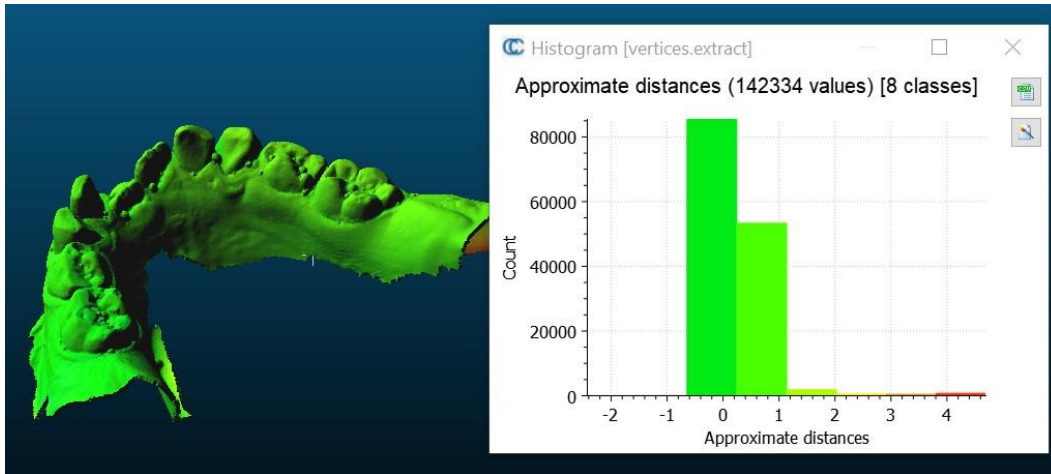 Histogram [vertices.extract]
Approximate distances (142334 values) [8 classes]
80000
60000
40000
20000
0
Count
-2 -1 0 1 2 3 4
Approximate distances